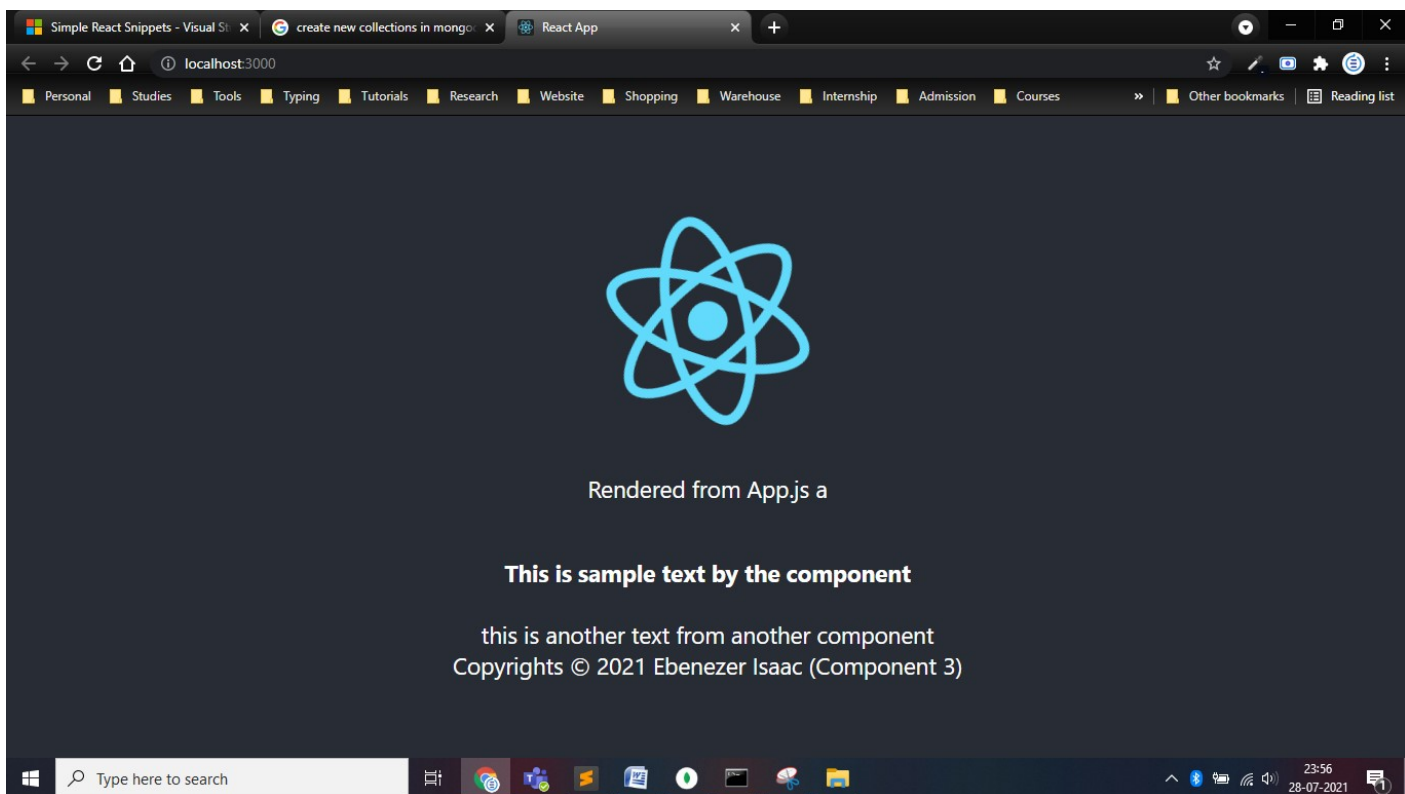 Simple React Snippets - Visual St
create new collections in mongo
React App
localhost:3000
Personal Studies Tools Typing Tutorials Research Website Shopping Warehouse Internship Admission Courses » Other bookmarks Reading list
Rendered from App.js a
This is sample text by the component
this is another text from another component
Copyrights © 2021 Ebenezer Isaac (Component 3)
Type here to search
23:56
28-07-2021